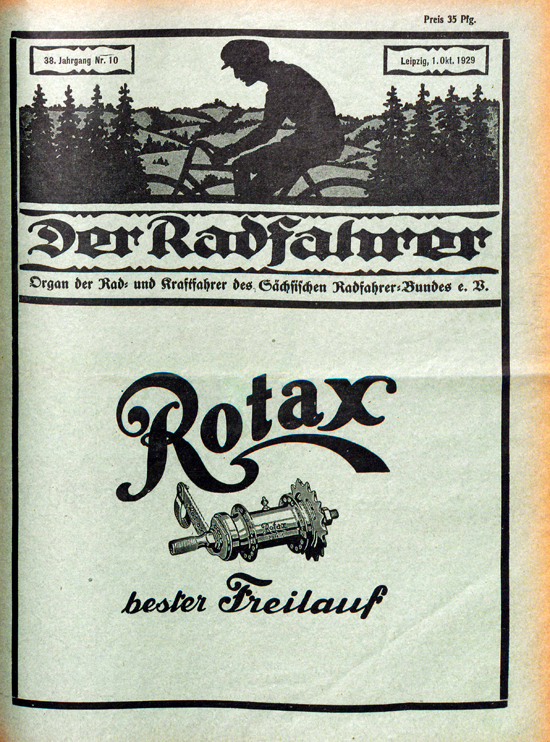 Preis 35 Pfg.
38. Jahrgang Nr. 10
Leipzig, 1. Okt. 1929
Der Radfahrer
Organ der Rad- und Kraftfahrer des Sächsischen Radfahrer-Bundes e. V.
Rotax
Rotax
bester Freilauf